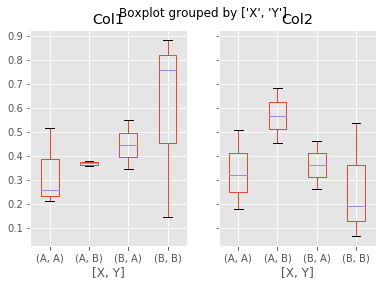 Boxplot grouped by ['X', 'Y']
Col1 Col2
0.9
0.8
0.7
0.6
0.5
0.4
0.3
0.2
0.1
(A, A) (A, B) (B, A) (B, B) (A, A) (A, B) (B, A) (B, B)
[X, Y] [X, Y]